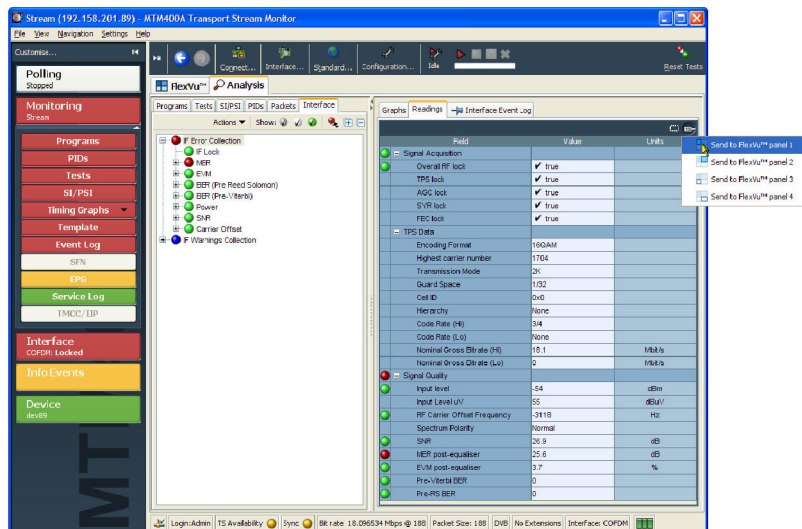 Stream (192.158.201.89) - MTM400A Transport Stream Monitor
File View Navigation Settings Help
Customise...
Connect... Interface... Standard... Configuration... Idle Reset Tests
Polling
Stopped
FlexVu™ Analysis
Monitoring
Stream
Programs Tests SI/PSI PIDs Packets Interface
Graphs Readings Interface Event Log
Actions Show:
Programs
PIDs
Tests
SI/PSI
Timing Graphs
Template
Event Log
SFN
EPG
Service Log
TMCC/IIP
Interface
COFDM: Locked
Info Events
Device
dev89
MTM
IF Error Collection
IF Lock
MER
EVM
BER (Pre Reed Solomon)
BER (Pre-Viterbi)
Power
SNR
Carrier Offset
IF Warnings Collection
Field Value Units
Signal Acquisition
Overall RF lock true
TPS lock true
AGC lock true
SYR lock true
FEC lock true
TPS Data
Encoding Format 16QAM
Highest carrier number 1704
Transmission Mode 2K
Guard Space 1/32
Cell ID 0x0
Hierarchy None
Code Rate (Hi) 3/4
Code Rate (Lo) None
Nominal Gross Bitrate (Hi) 18.1 Mbit/s
Nominal Gross Bitrate (Lo) 0 Mbit/s
Signal Quality
Input level -54 dBm
Input Level uV 55 dBuV
RF Carrier Offset Frequency -3118 Hz
Spectrum Polarity Normal
SNR 26.9 dB
MER post-equaliser 25.6 dB
EVM post-equaliser 3.7 %
Pre-Viterbi BER 0
Pre-RS BER 0
Send to FlexVu™ panel 1
Send to FlexVu™ panel 2
Send to FlexVu™ panel 3
Send to FlexVu™ panel 4
Login:Admin TS Availability Sync Bit rate 18.096534 Mbps @ 188 Packet Size: 188 DVB No Extensions Interface: COFDM